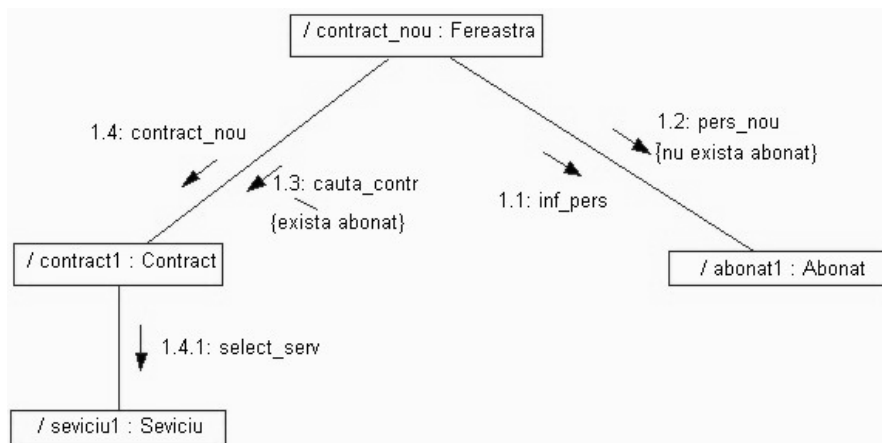 / contract_nou : Fereastra
1.4: contract_nou
1.2: pers_nou
{nu exista abonat}
1.3: cauta_contr
{exista abonat}
1.1: inf_pers
/ contract1 : Contract
/ abonat1 : Abonat
1.4.1: select_serv
/ seviciu1 : Seviciu